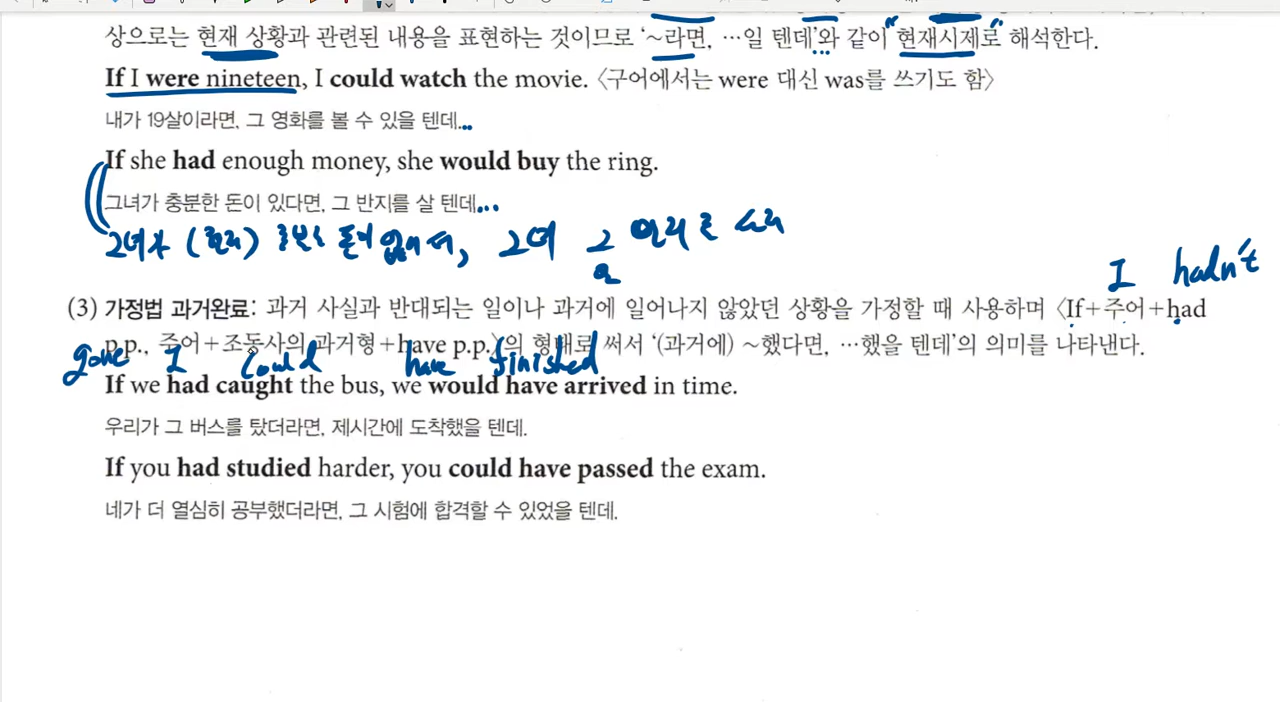 상으로는 현재 상황과 관련된 내용을 표현하는 것이므로 '~라면, …일 텐데'와 같이 "현재시제"로 해석한다.
If I were nineteen, I could watch the movie. 〈구어에서는 were 대신 was를 쓰기도 함〉
내가 19살이라면, 그 영화를 볼 수 있을 텐데...
If she had enough money, she would buy the ring.
그녀가 충분한 돈이 있다면, 그 반지를 살 텐데...
그녀가 (현재) 충분한 돈이 없어서, 그녀
I hadn't
(3) 가정법 과거완료: 과거 사실과 반대되는 일이나 과거에 일어나지 않았던 상황을 가정할 때 사용하며 〈If+주어+had
p.p., 주어+조동사의 과거형+have p.p.〉의 형태로 써서 '(과거에) ~했다면, …했을 텐데'의 의미를 나타낸다.
gone I could have finished
If we had caught the bus, we would have arrived in time.
우리가 그 버스를 탔더라면, 제시간에 도착했을 텐데.
If you had studied harder, you could have passed the exam.
네가 더 열심히 공부했더라면, 그 시험에 합격할 수 있었을 텐데.